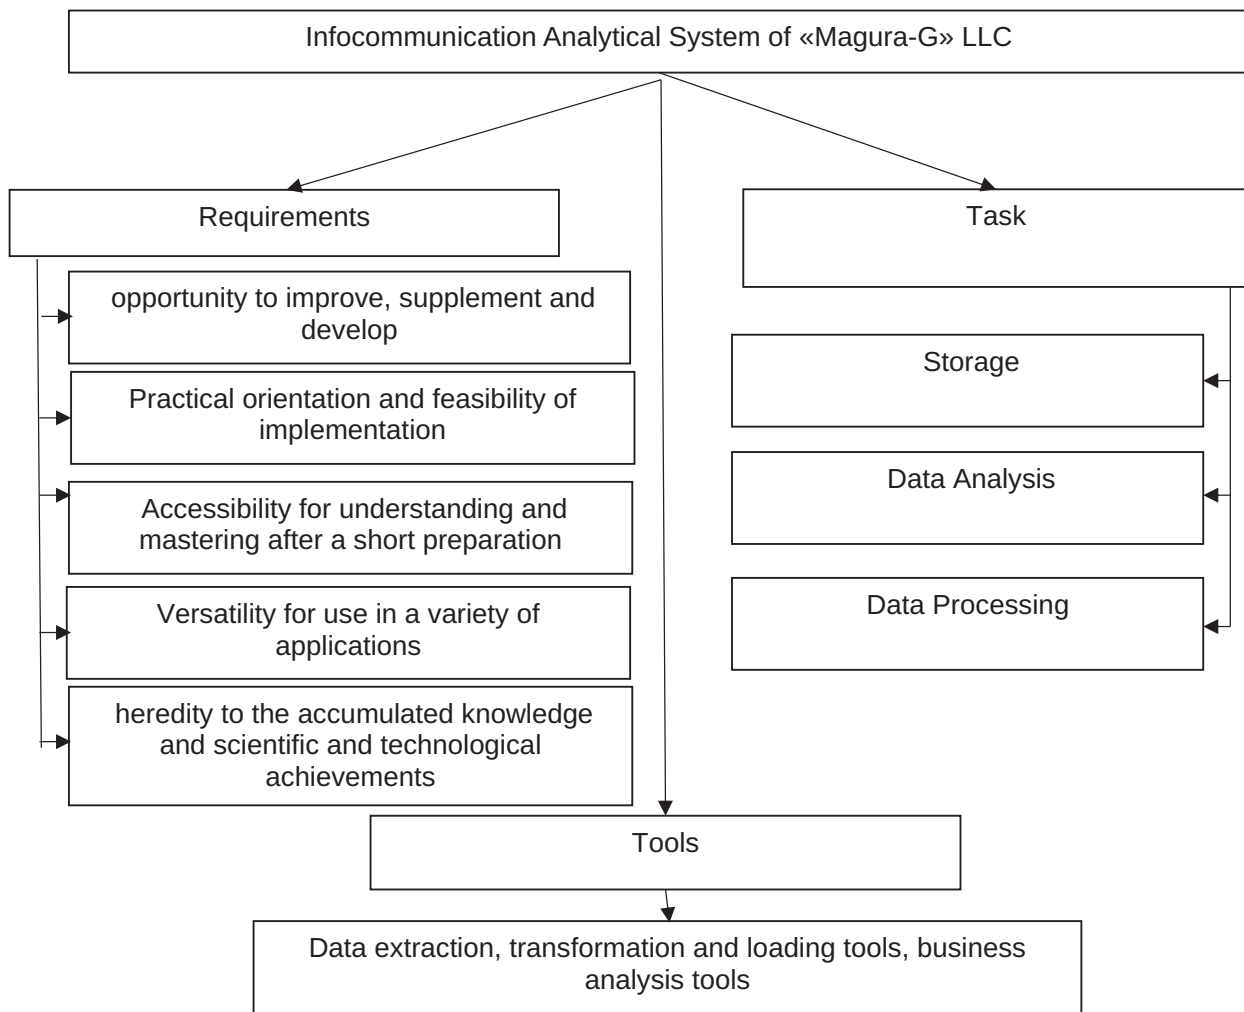 Infocommunication Analytical System of «Magura-G» LLC
Requirements
opportunity to improve, supplement and
develop
Practical orientation and feasibility of
implementation
Accessibility for understanding and
mastering after a short preparation
Versatility for use in a variety of
applications
heredity to the accumulated knowledge
and scientific and technological
achievements
Task
Storage
Data Analysis
Data Processing
Tools
Data extraction, transformation and loading tools, business
analysis tools